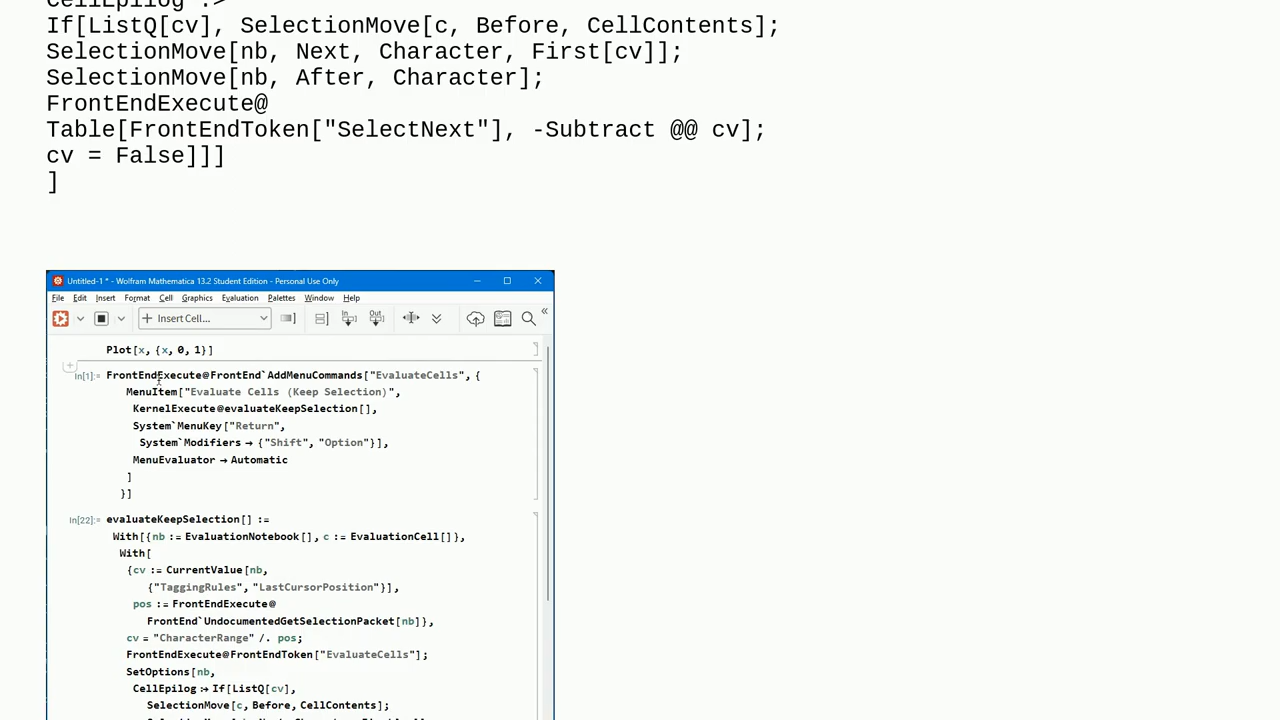 CellEpilog :>
If[ListQ[cv], SelectionMove[c, Before, CellContents];
SelectionMove[nb, Next, Character, First[cv]];
SelectionMove[nb, After, Character];
FrontEndExecute@
Table[FrontEndToken["SelectNext"], -Subtract @@ cv];
cv = False]]]
]
Untitled-1 * - Wolfram Mathematica 13.2 Student Edition - Personal Use Only
File Edit Insert Format Cell Graphics Evaluation Palettes Window Help
+ Insert Cell... In Out
Plot[x, {x, 0, 1}]
In[1]:= FrontEndExecute@FrontEnd`AddMenuCommands["EvaluateCells", {
MenuItem["Evaluate Cells (Keep Selection)",
KernelExecute@evaluateKeepSelection[],
System`MenuKey["Return",
System`Modifiers → {"Shift", "Option"}],
MenuEvaluator → Automatic
]
}]
In[22]:= evaluateKeepSelection[] :=
With[{nb := EvaluationNotebook[], c := EvaluationCell[]},
With[
{cv := CurrentValue[nb,
{"TaggingRules", "LastCursorPosition"}],
pos := FrontEndExecute@
FrontEnd`UndocumentedGetSelectionPacket[nb]},
cv = "CharacterRange" /. pos;
FrontEndExecute@FrontEndToken["EvaluateCells"];
SetOptions[nb,
CellEpilog :> If[ListQ[cv],
SelectionMove[c, Before, CellContents];